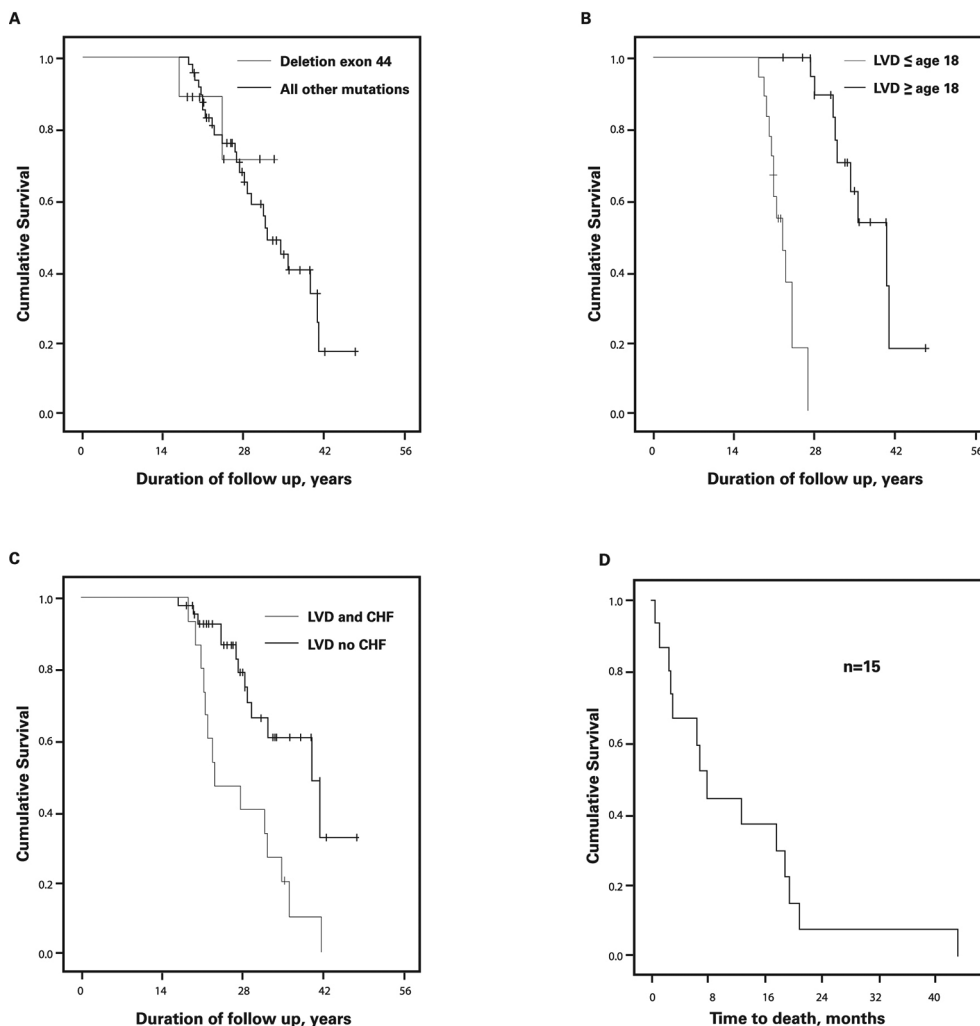 A
1.0
0.8
0.6
0.4
0.2
0.0
Cumulative Survival
Deletion exon 44
All other mutations
0 14 28 42 56
Duration of follow up, years
B
1.0
0.8
0.6
0.4
0.2
0.0
Cumulative Survival
LVD ≤ age 18
LVD ≥ age 18
0 14 28 42 56
Duration of follow up, years
C
1.0
0.8
0.6
0.4
0.2
0.0
Cumulative Survival
LVD and CHF
LVD no CHF
0 14 28 42 56
Duration of follow up, years
D
1.0
0.8
0.6
0.4
0.2
0.0
Cumulative Survival
n=15
0 8 16 24 32 40
Time to death, months